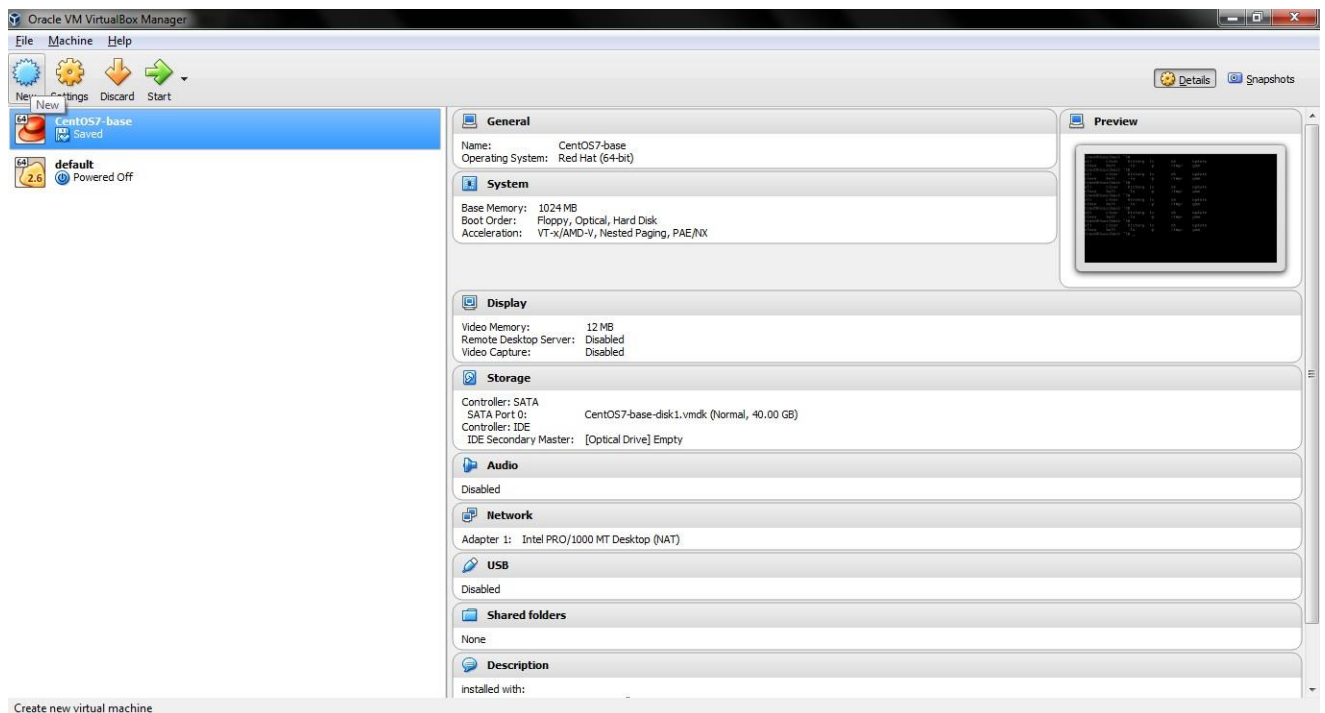 Oracle VM VirtualBox Manager
File Machine Help
New Settings Discard Start
New
Details Snapshots
64
CentOS7-base
Saved
64
2.6
default
Powered Off
General
Name: CentOS7-base
Operating System: Red Hat (64-bit)
System
Base Memory: 1024 MB
Boot Order: Floppy, Optical, Hard Disk
Acceleration: VT-x/AMD-V, Nested Paging, PAE/NX
Preview
Display
Video Memory: 12 MB
Remote Desktop Server: Disabled
Video Capture: Disabled
Storage
Controller: SATA
SATA Port 0: CentOS7-base-disk1.vmdk (Normal, 40.00 GB)
Controller: IDE
IDE Secondary Master: [Optical Drive] Empty
Audio
Disabled
Network
Adapter 1: Intel PRO/1000 MT Desktop (NAT)
USB
Disabled
Shared folders
None
Description
installed with:
Create new virtual machine